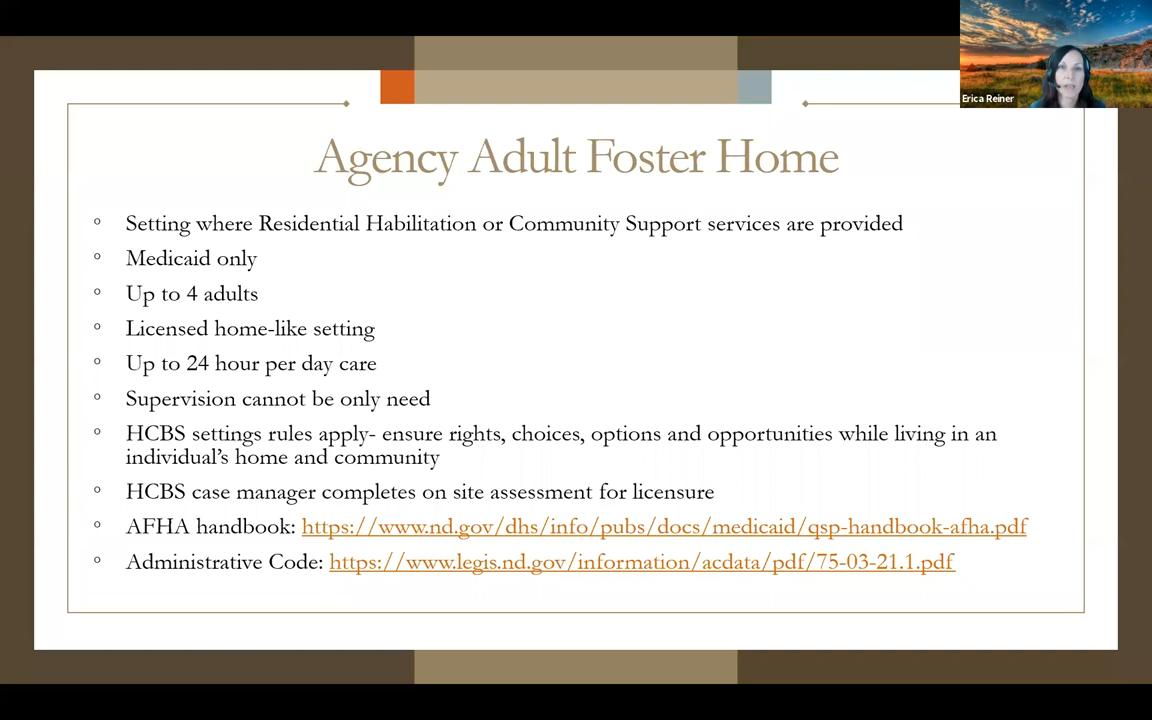 Erica Reiner
Agency Adult Foster Home
Setting where Residential Habilitation or Community Support services are provided
Medicaid only
Up to 4 adults
Licensed home-like setting
Up to 24 hour per day care
Supervision cannot be only need
HCBS settings rules apply- ensure rights, choices, options and opportunities while living in an
individual’s home and community
HCBS case manager completes on site assessment for licensure
AFHA handbook: https://www.nd.gov/dhs/info/pubs/docs/medicaid/qsp-handbook-afha.pdf
Administrative Code: https://www.legis.nd.gov/information/acdata/pdf/75-03-21.1.pdf